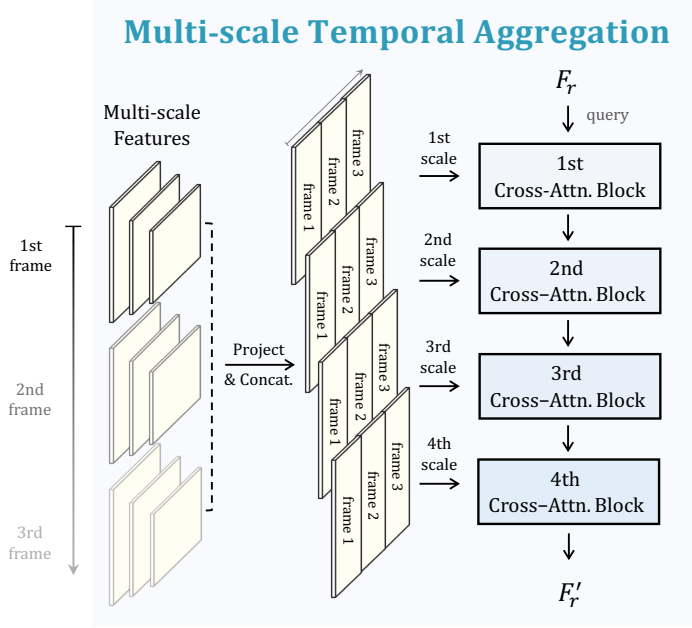 Multi-scale Temporal Aggregation
Multi-scale
Features
1st
frame
2nd
frame
3rd
frame
Project
& Concat.
frame 1
frame 2
frame 3
frame 1
frame 2
frame 3
frame 1
frame 2
frame 3
frame 1
frame 2
frame 3
1st
scale
2nd
scale
3rd
scale
4th
scale
F_r
query
1st
Cross-Attn. Block
2nd
Cross−Attn. Block
3rd
Cross−Attn. Block
4th
Cross−Attn. Block
F'_r